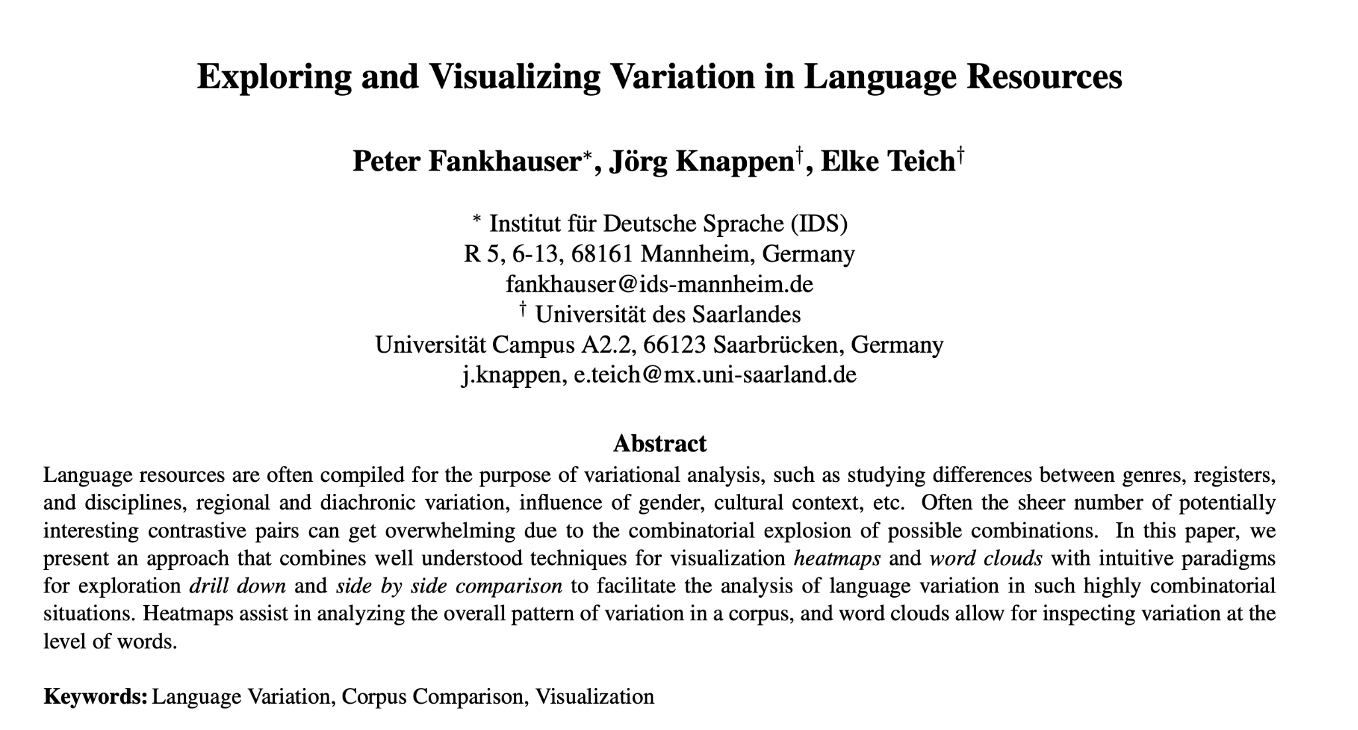 Exploring and Visualizing Variation in Language Resources
Peter Fankhauser*, Jörg Knappen†, Elke Teich†
* Institut für Deutsche Sprache (IDS)
R 5, 6-13, 68161 Mannheim, Germany
fankhauser@ids-mannheim.de
† Universität des Saarlandes
Universität Campus A2.2, 66123 Saarbrücken, Germany
j.knappen, e.teich@mx.uni-saarland.de
Abstract
Language resources are often compiled for the purpose of variational analysis, such as studying differences between genres, registers,
and disciplines, regional and diachronic variation, influence of gender, cultural context, etc. Often the sheer number of potentially
interesting contrastive pairs can get overwhelming due to the combinatorial explosion of possible combinations. In this paper, we
present an approach that combines well understood techniques for visualization heatmaps and word clouds with intuitive paradigms
for exploration drill down and side by side comparison to facilitate the analysis of language variation in such highly combinatorial
situations. Heatmaps assist in analyzing the overall pattern of variation in a corpus, and word clouds allow for inspecting variation at the
level of words.
Keywords: Language Variation, Corpus Comparison, Visualization